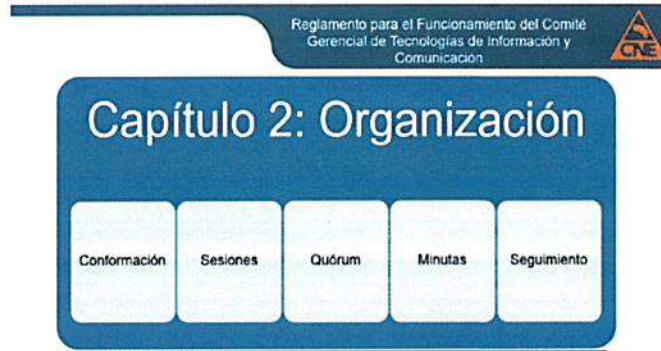 Reglamento para el Funcionamiento del Comité
Gerencial de Tecnologías de Información y
Comunicación
CNE
Capítulo 2: Organización
Conformación
Sesiones
Quórum
Minutas
Seguimiento